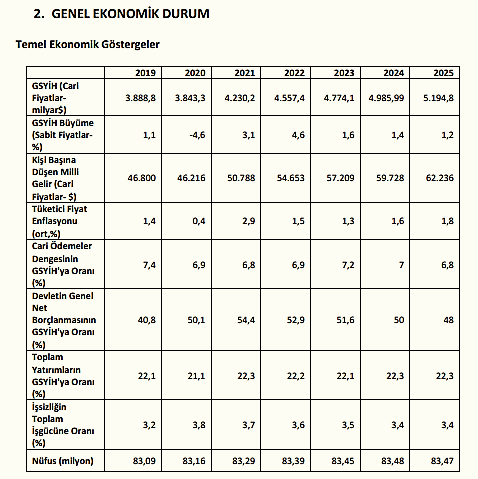 2. GENEL EKONOMİK DURUM
Temel Ekonomik Göstergeler
2019 2020 2021 2022 2023 2024 2025
GSYİH (Cari
Fiyatlar-
milyar$) 3.888,8 3.843,3 4.230,2 4.557,4 4.774,1 4.985,99 5.194,8
GSYİH Büyüme
(Sabit Fiyatlar-
%) 1,1 -4,6 3,1 4,6 1,6 1,4 1,2
Kişi Başına
Düşen Milli
Gelir (Cari
Fiyatlar- $) 46.800 46.216 50.788 54.653 57.209 59.728 62.236
Tüketici Fiyat
Enflasyonu
(ort,%) 1,4 0,4 2,9 1,5 1,3 1,6 1,8
Cari Ödemeler
Dengesinin
GSYİH'ya Oranı
(%) 7,4 6,9 6,8 6,9 7,2 7 6,8
Devletin Genel
Net
Borçlanmasının
GSYİH'ya Oranı
(%) 40,8 50,1 54,4 52,9 51,6 50 48
Toplam
Yatırımların
GSYİH'ya Oranı
(%) 22,1 21,1 22,3 22,2 22,1 22,3 22,3
İşsizliğin
Toplam
İşgücüne Oranı
(%) 3,2 3,8 3,7 3,6 3,5 3,4 3,4
Nüfus (milyon) 83,09 83,16 83,29 83,39 83,45 83,48 83,47